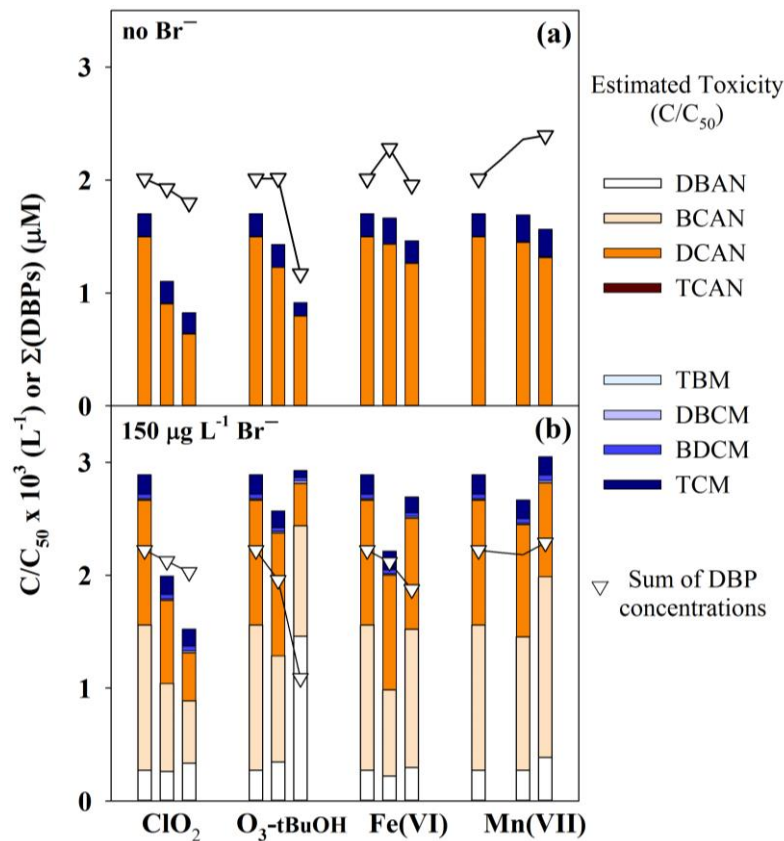 no Br⁻
(a)
3
2
1
0
150 µg L⁻¹ Br⁻
(b)
3
2
1
0
C/C₅₀ x 10³ (L⁻¹) or Σ(DBPs) (µM)
ClO₂
O₃-tBuOH
Fe(VI)
Mn(VII)
Estimated Toxicity
(C/C₅₀)
DBAN
BCAN
DCAN
TCAN
TBM
DBCM
BDCM
TCM
Sum of DBP
concentrations